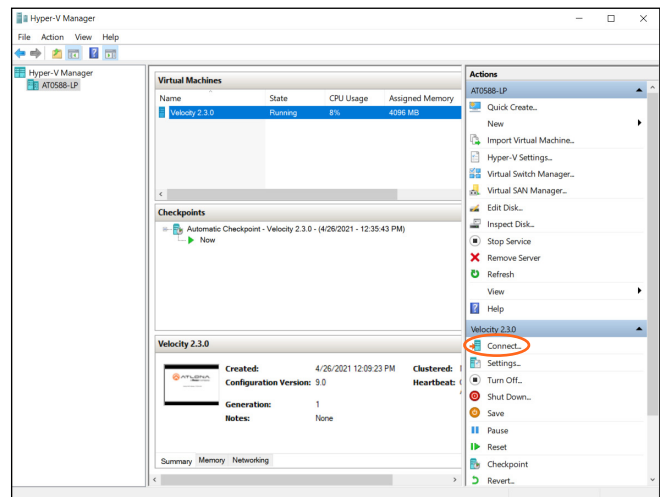 Hyper-V Manager
File Action View Help
Hyper-V Manager
AT0588-LP
Virtual Machines
Name State CPU Usage Assigned Memory
Velocity 2.3.0 Running 8% 4096 MB
Checkpoints
Automatic Checkpoint - Velocity 2.3.0 - (4/26/2021 - 12:35:43 PM)
Now
Velocity 2.3.0
ATLONA
Created: 4/26/2021 12:09:23 PM Clustered:
Configuration Version: 9.0 Heartbeat:
Generation: 1
Notes: None
Summary Memory Networking
Actions
AT0588-LP
Quick Create...
New
Import Virtual Machine...
Hyper-V Settings...
Virtual Switch Manager...
Virtual SAN Manager...
Edit Disk...
Inspect Disk...
Stop Service
Remove Server
Refresh
View
Help
Velocity 2.3.0
Connect...
Settings...
Turn Off...
Shut Down...
Save
Pause
Reset
Checkpoint
Revert...